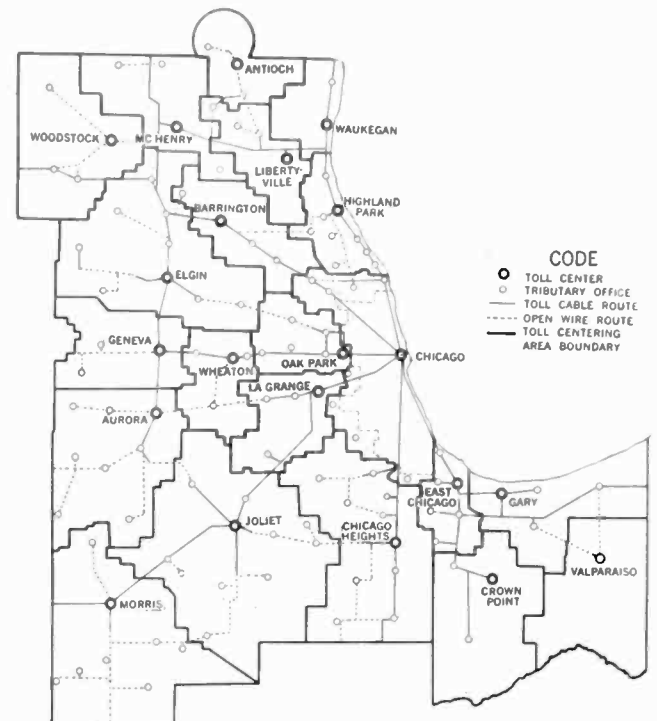 ANTIOCH
WOODSTOCK
MCHENRY
WAUKEGAN
LIBERTY-
VILLE
HIGHLAND
PARK
BARRINGTON
ELGIN
CODE
TOLL CENTER
TRIBUTARY OFFICE
TOLL CABLE ROUTE
OPEN WIRE ROUTE
TOLL CENTERING
AREA BOUNDARY
GENEVA
WHEATON
OAK PARK
CHICAGO
LA GRANGE
AURORA
EAST
CHICAGO
GARY
JOLIET
CHICAGO
HEIGHTS
VALPARAISO
CROWN
POINT
MORRIS